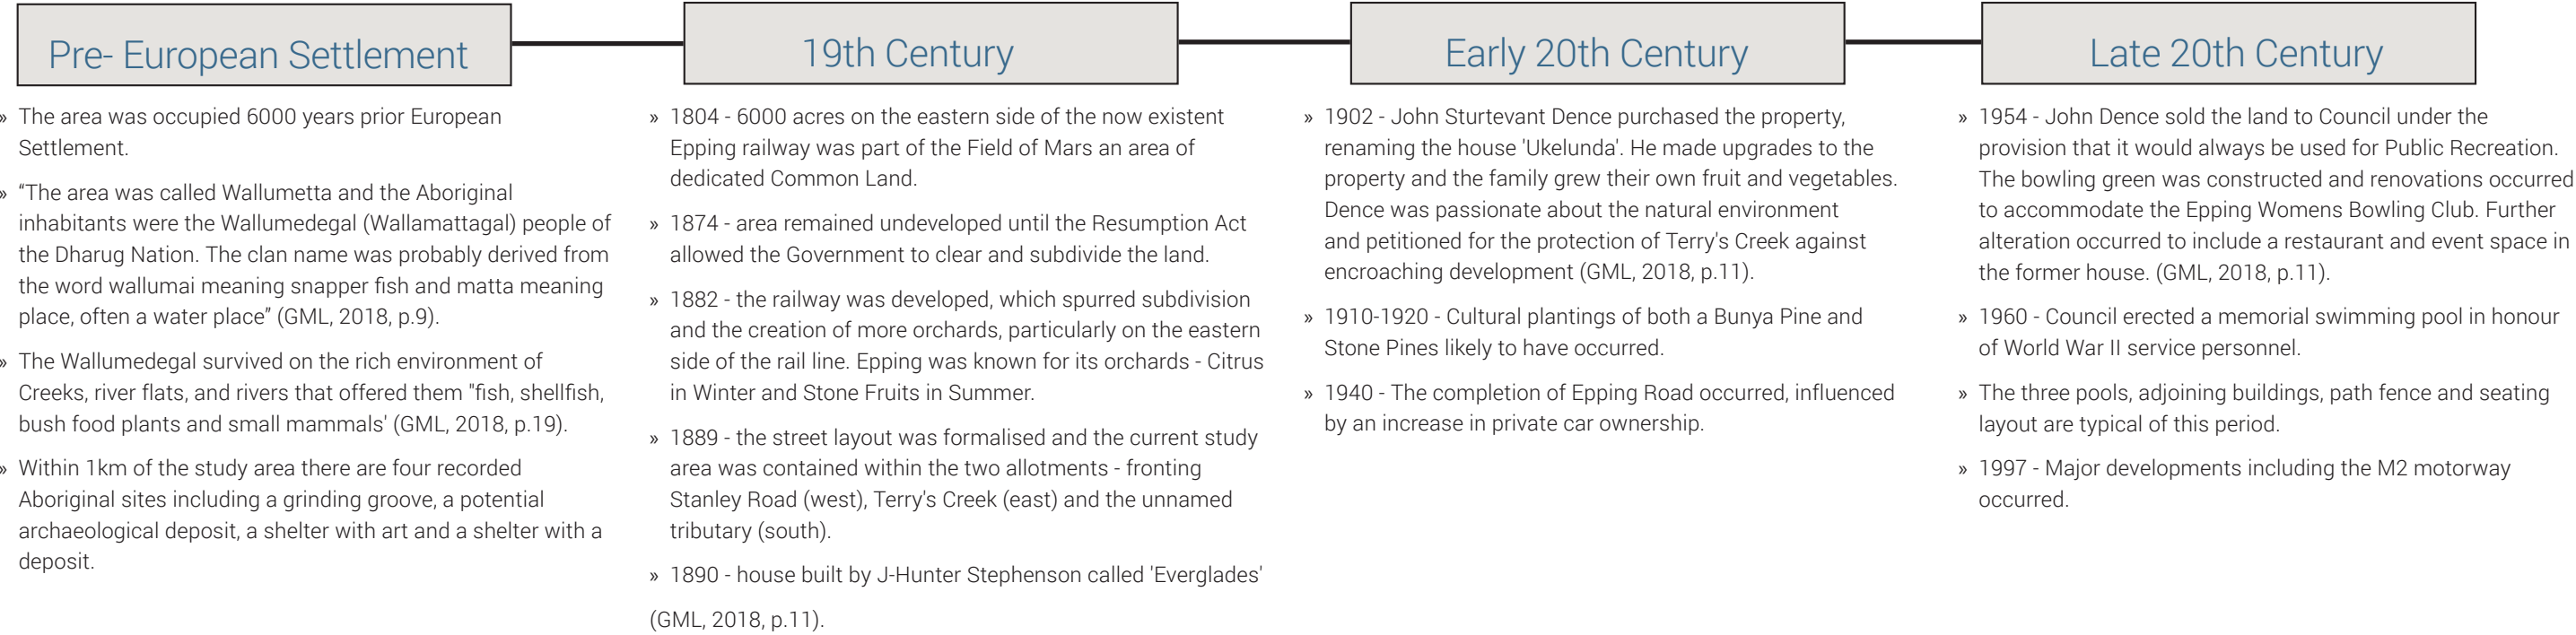 Pre- European Settlement
» The area was occupied 6000 years prior European
Settlement.
» “The area was called Wallumetta and the Aboriginal
inhabitants were the Wallumedegal (Wallamattagal) people of
the Dharug Nation. The clan name was probably derived from
the word wallumai meaning snapper fish and matta meaning
place, often a water place” (GML, 2018, p.9).
» The Wallumedegal survived on the rich environment of
Creeks, river flats, and rivers that offered them "fish, shellfish,
bush food plants and small mammals' (GML, 2018, p.19).
» Within 1km of the study area there are four recorded
Aboriginal sites including a grinding groove, a potential
archaeological deposit, a shelter with art and a shelter with a
deposit.
19th Century
» 1804 - 6000 acres on the eastern side of the now existent
Epping railway was part of the Field of Mars an area of
dedicated Common Land.
» 1874 - area remained undeveloped until the Resumption Act
allowed the Government to clear and subdivide the land.
» 1882 - the railway was developed, which spurred subdivision
and the creation of more orchards, particularly on the eastern
side of the rail line. Epping was known for its orchards - Citrus
in Winter and Stone Fruits in Summer.
» 1889 - the street layout was formalised and the current study
area was contained within the two allotments - fronting
Stanley Road (west), Terry's Creek (east) and the unnamed
tributary (south).
» 1890 - house built by J-Hunter Stephenson called 'Everglades'
(GML, 2018, p.11).
Early 20th Century
» 1902 - John Sturtevant Dence purchased the property,
renaming the house 'Ukelunda'. He made upgrades to the
property and the family grew their own fruit and vegetables.
Dence was passionate about the natural environment
and petitioned for the protection of Terry's Creek against
encroaching development (GML, 2018, p.11).
» 1910-1920 - Cultural plantings of both a Bunya Pine and
Stone Pines likely to have occurred.
» 1940 - The completion of Epping Road occurred, influenced
by an increase in private car ownership.
Late 20th Century
» 1954 - John Dence sold the land to Council under the
provision that it would always be used for Public Recreation.
The bowling green was constructed and renovations occurred
to accommodate the Epping Womens Bowling Club. Further
alteration occurred to include a restaurant and event space in
the former house. (GML, 2018, p.11).
» 1960 - Council erected a memorial swimming pool in honour
of World War II service personnel.
» The three pools, adjoining buildings, path fence and seating
layout are typical of this period.
» 1997 - Major developments including the M2 motorway
occurred.